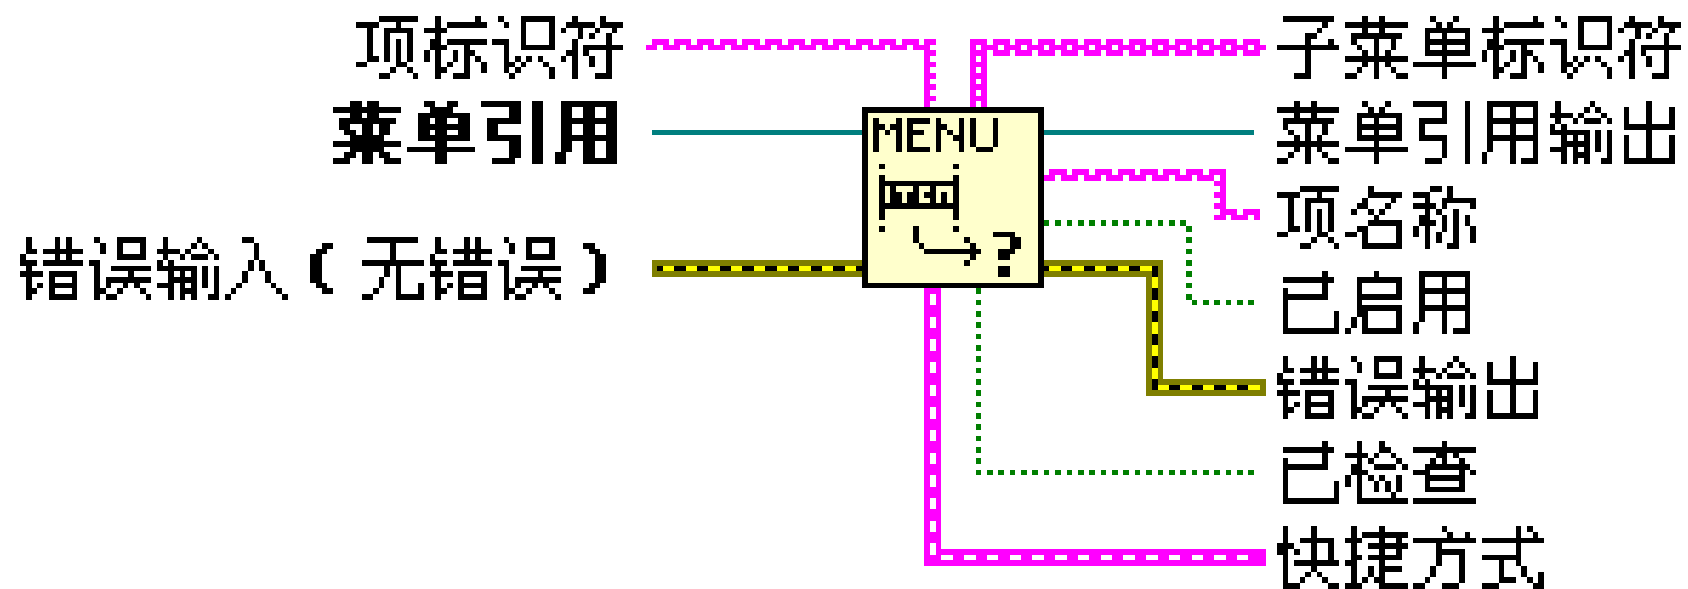 项标识符
菜单引用
错误输入（无错误）
MENU
?
子菜单标识符
菜单引用输出
项名称
已启用
错误输出
已检查
快捷方式